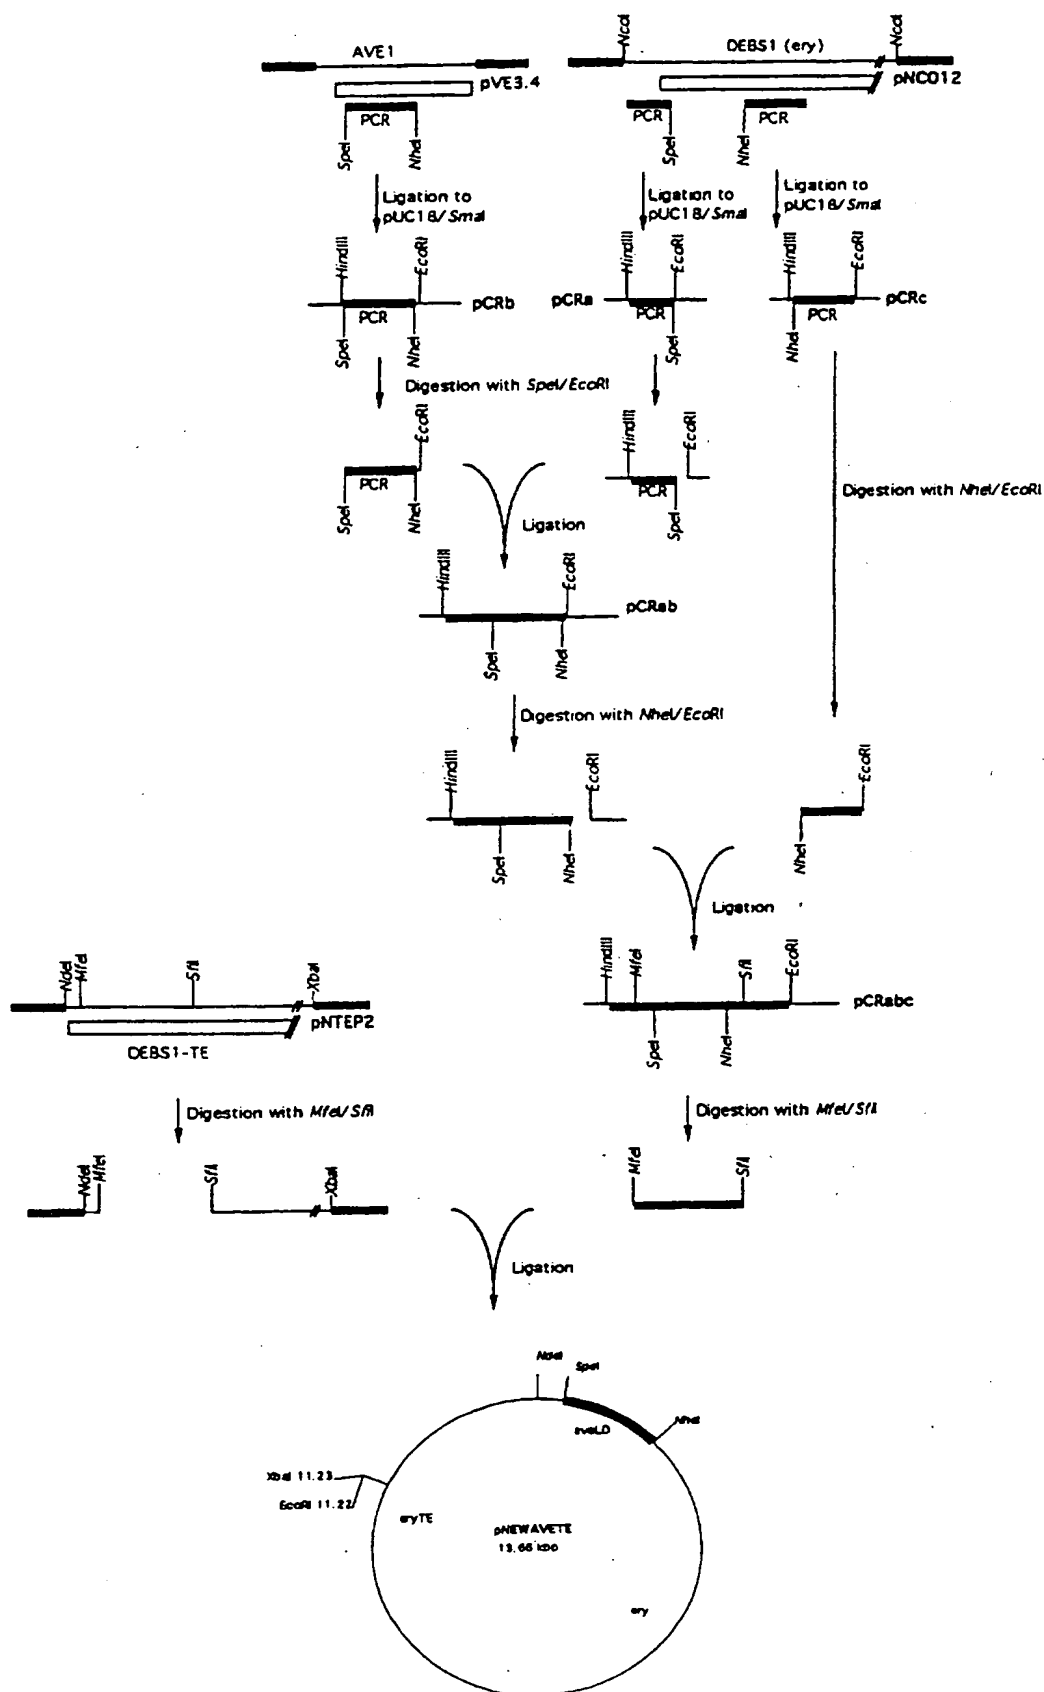 NcoI
NcoI
AVE1
DEBS1 (ery)
pVE3.4
pNCO12
PCR
PCR
PCR
SpeI
NheI
SpeI
NheI
Ligation to
pUC18/SmaI
Ligation to
pUC18/SmaI
Ligation to
pUC18/SmaI
HindIII
EcoRI
HindIII
EcoRI
HindIII
EcoRI
pCRb
pCRa
pCRc
PCR
PCR
PCR
SpeI
NheI
SpeI
NheI
Digestion with SpeI/EcoRI
EcoRI
HindIII
EcoRI
PCR
PCR
SpeI
NheI
SpeI
Digestion with NheI/EcoRI
Ligation
HindIII
EcoRI
pCRab
SpeI
NheI
Digestion with NheI/EcoRI
HindIII
EcoRI
EcoRI
SpeI
NheI
NheI
Ligation
NdeI
MfeI
SfiI
XbaI
HindIII
MfeI
SfiI
EcoRI
pNTEP2
pCRabc
DEBS1-TE
SpeI
NheI
Digestion with MfeI/SfiI
Digestion with MfeI/SfiI
NdeI
MfeI
SfiI
XbaI
MfeI
SfiI
Ligation
NdeI
SpeI
NheI
aveLD
XbaI 11.23
EcoRI 11.22
eryTE
pNEWAVETE
13.66 kbp
ery